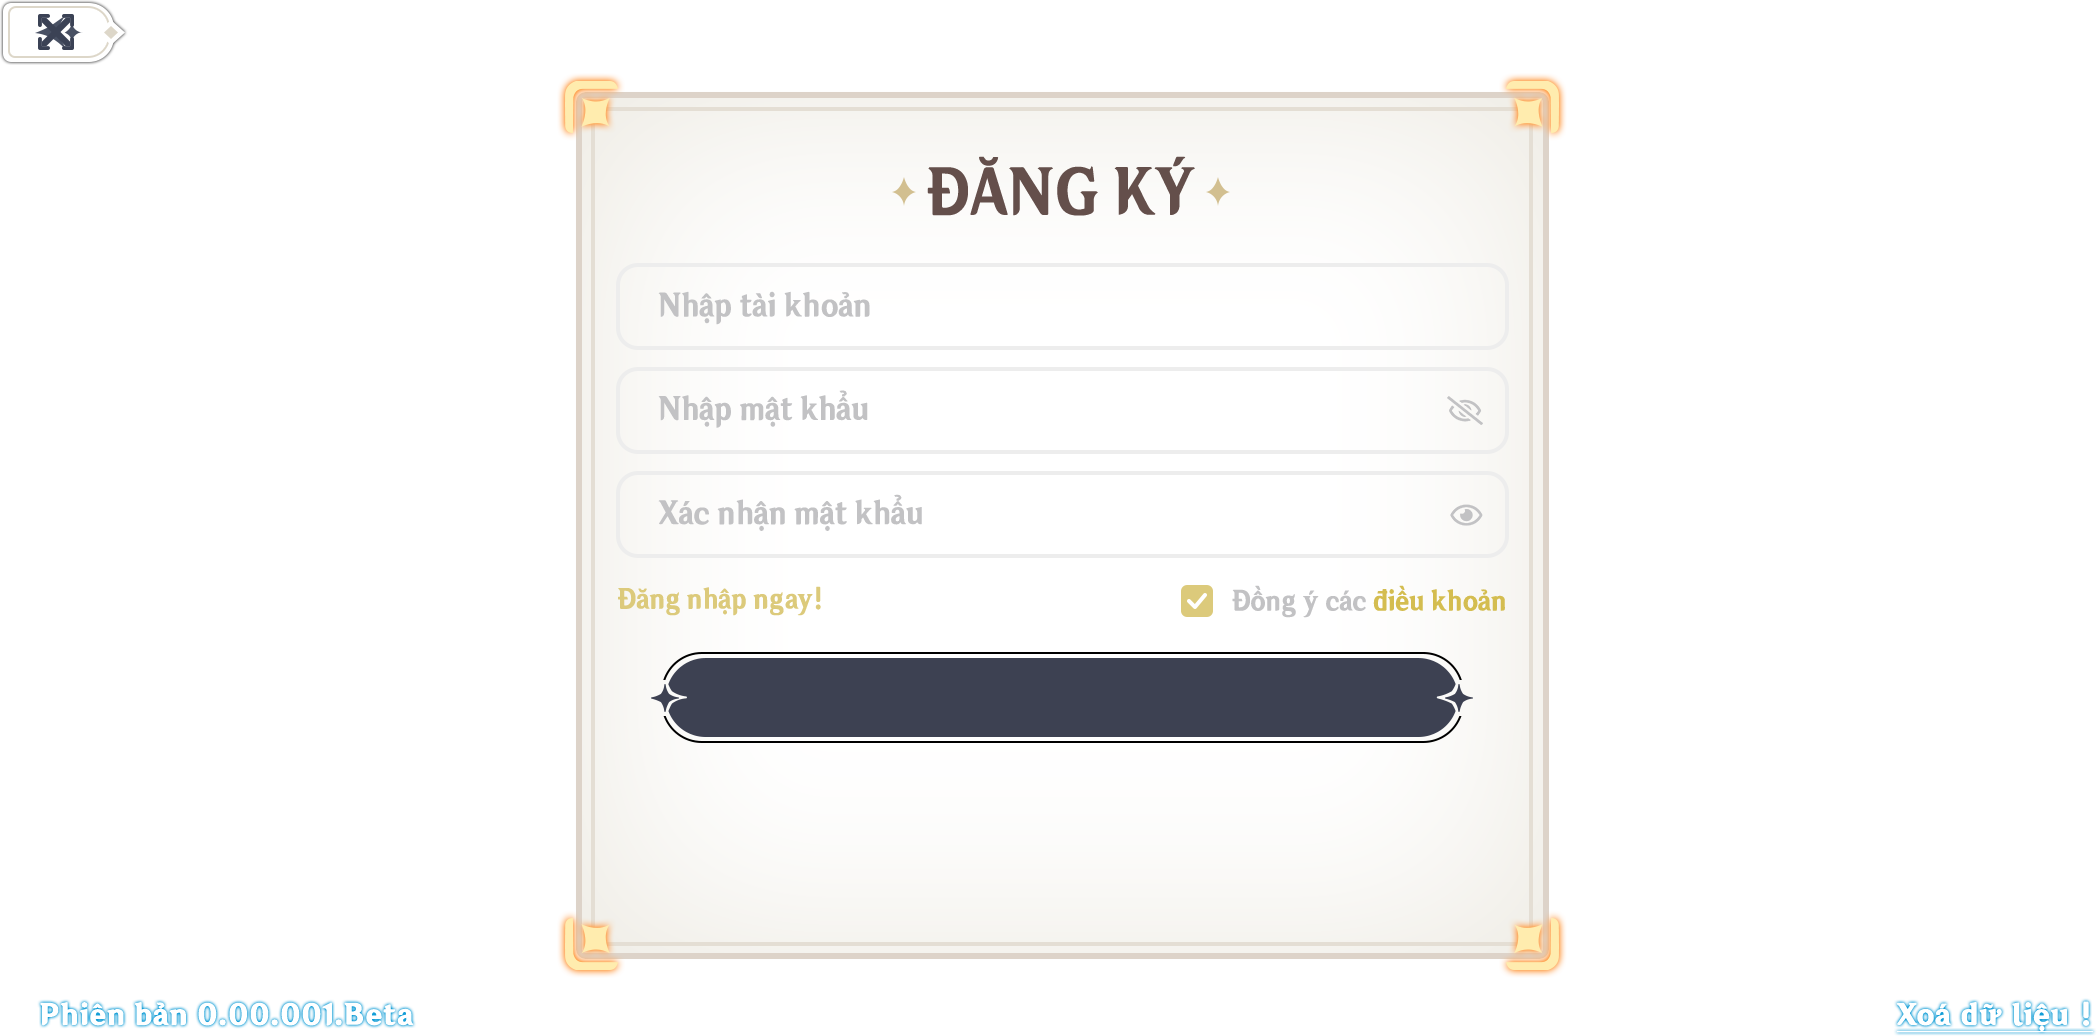 ĐĂNG KÝ
Nhập tài khoản
Nhập mật khẩu
Xác nhận mật khẩu
Đăng nhập ngay!
Đồng ý các điều khoản
Phiên bản 0.00.001.Beta
Xoá dữ liệu !